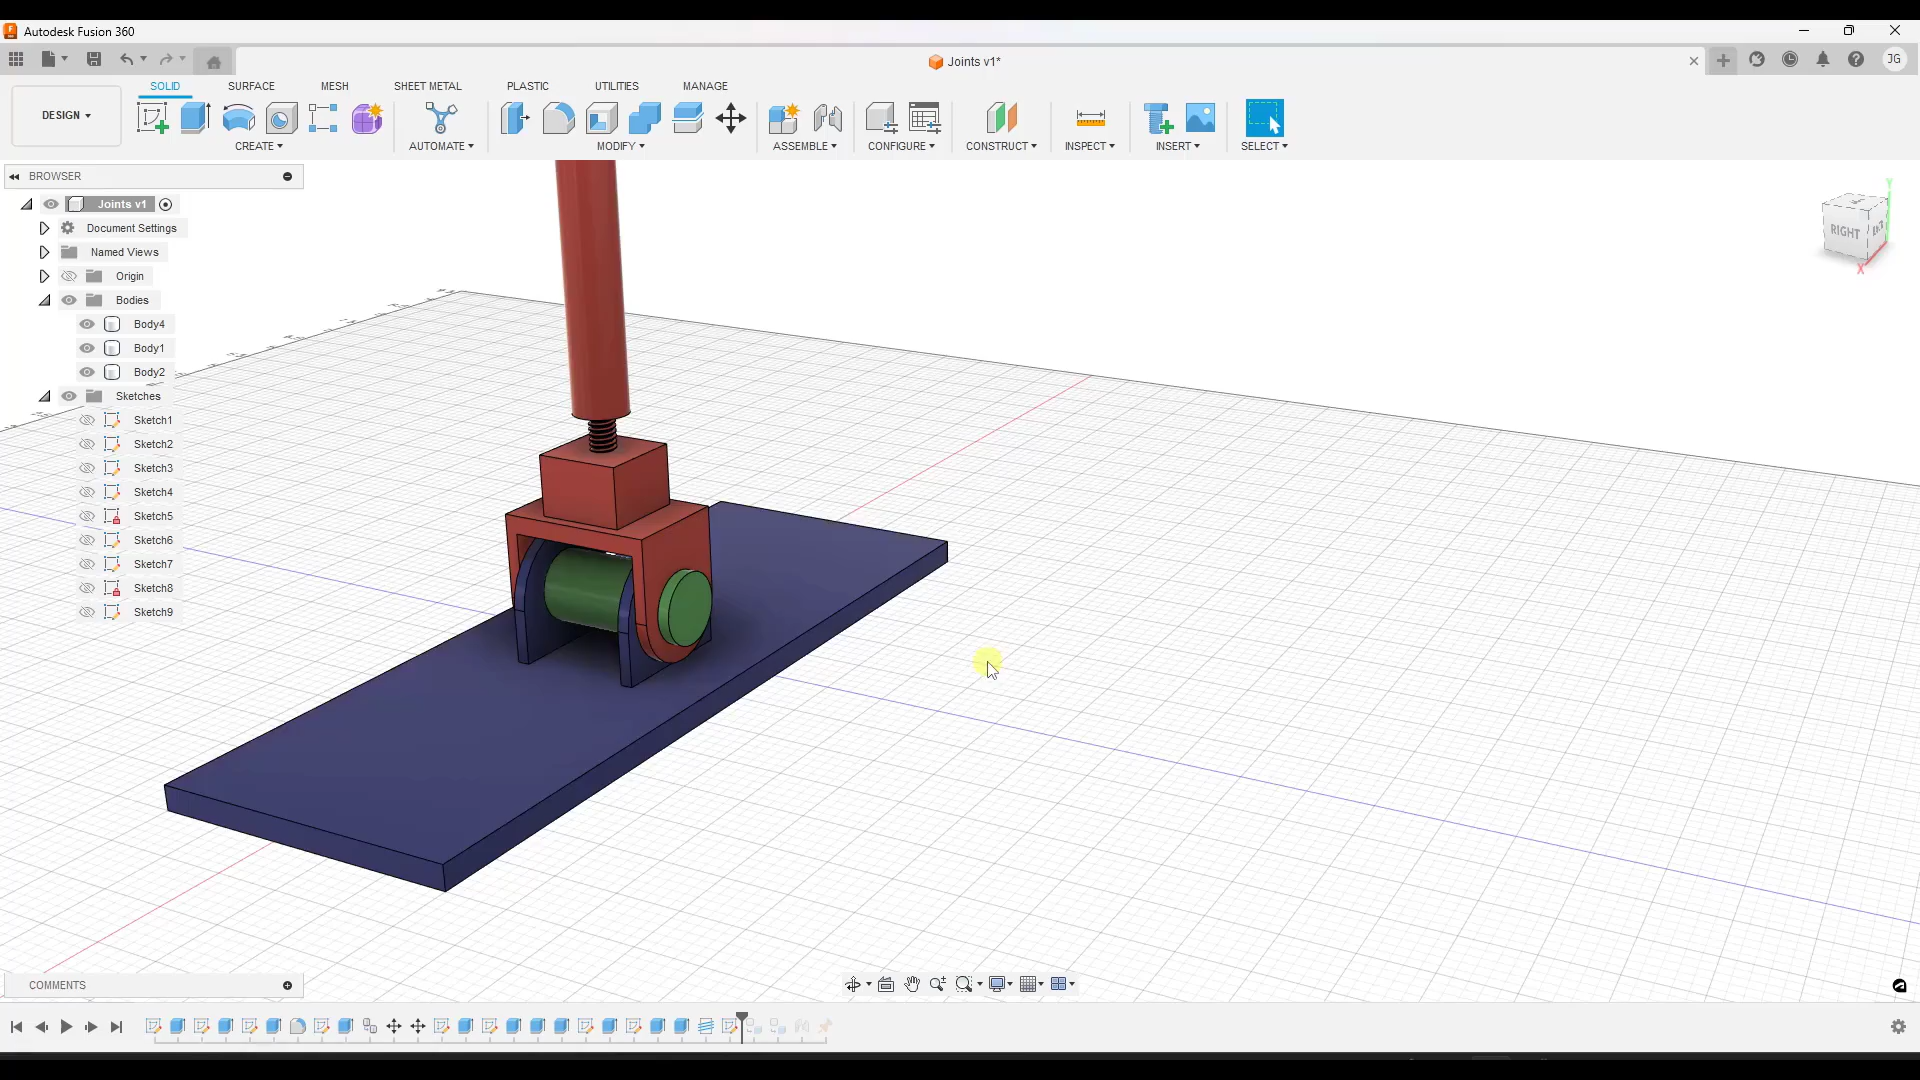 Autodesk Fusion 360
Joints v1*
JG
DESIGN
SOLID
SURFACE
MESH
SHEET METAL
PLASTIC
UTILITIES
MANAGE
CREATE
AUTOMATE
MODIFY
ASSEMBLE
CONFIGURE
CONSTRUCT
INSPECT
INSERT
SELECT
BROWSER
Joints v1
Document Settings
Named Views
Origin
Bodies
Body4
Body1
Body2
Sketches
Sketch1
Sketch2
Sketch3
Sketch4
Sketch5
Sketch6
Sketch7
Sketch8
Sketch9
Y
RIGHT
X
COMMENTS